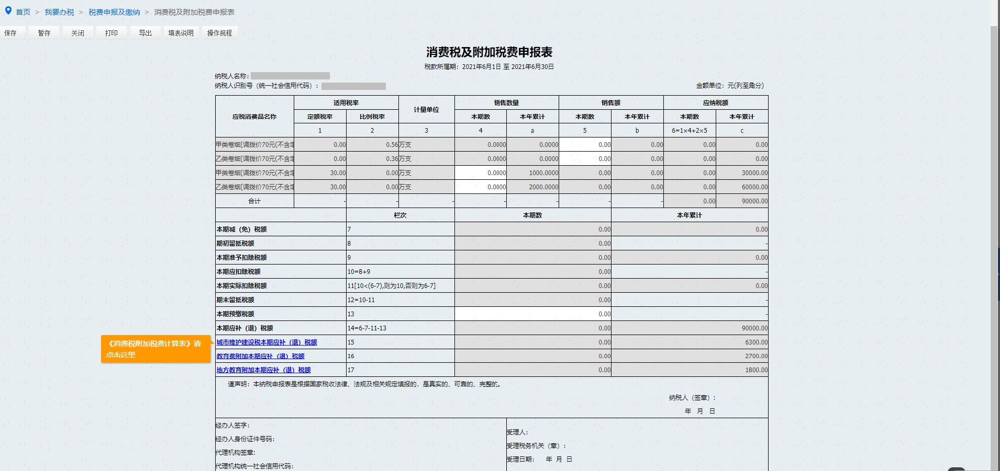 首页 > 我要办税 > 税费申报及缴纳 > 消费税及附加税费申报表
保存 暂存 关闭 打印 导出 填表说明 操作规程
消费税及附加税费申报表
税款所属期：2021年6月1日 至 2021年6月30日
纳税人名称：
纳税人识别号（统一社会信用代码）： 金额单位：元(列至角分)
应税消费品名称 适用税率 计量单位 销售数量 销售额 应纳税额
定额税率 比例税率 本期数 本年累计 本期数 本年累计 本期数 本年累计
1 2 3 4 a 5 b 6=1×4+2×5 c
甲类卷烟[调拨价70元(不含增 0.00 0.56 万支 0.0000 0.0000 0.00 0.00 0.00 0.00
乙类卷烟[调拨价70元(不含增 0.00 0.36 万支 0.0000 0.0000 0.00 0.00 0.00 0.00
甲类卷烟[调拨价70元(不含增 30.00 0.00 万支 0.0000 1000.0000 0.00 0.00 0.00 30000.00
乙类卷烟[调拨价70元(不含增 30.00 0.00 万支 0.0000 2000.0000 0.00 0.00 0.00 60000.00
合计 - - - - - - - 0.00 90000.00
栏次 本期数 本年累计
本期减（免）税额 7 0.00 0.00
期初留抵税额 8 0.00 -
本期准予扣除税额 9 0.00 0.00
本期应扣除税额 10=8+9 0.00 -
本期实际扣除税额 11[10<(6-7),则为10,否则为6-7] 0.00 0.00
期末留抵税额 12=10-11 0.00 -
本期预缴税额 13 0.00 -
本期应补（退）税额 14=6-7-11-13 0.00 90000.00
城市维护建设税本期应补（退）税额 15 0.00 6300.00
教育费附加本期应补（退）税额 16 0.00 2700.00
地方教育附加本期应补（退）税额 17 0.00 1800.00
《消费税附加税费计算表》请
点击这里
谨声明：本纳税申报表是根据国家税收法律、法规及相关规定填报的，是真实的、可靠的、完整的。
纳税人（签章）：
年 月 日
经办人签字：
经办人身份证件号码：
代理机构签章：
代理机构统一社会信用代码：
受理人：
受理税务机关（章）：
受理日期： 年 月 日